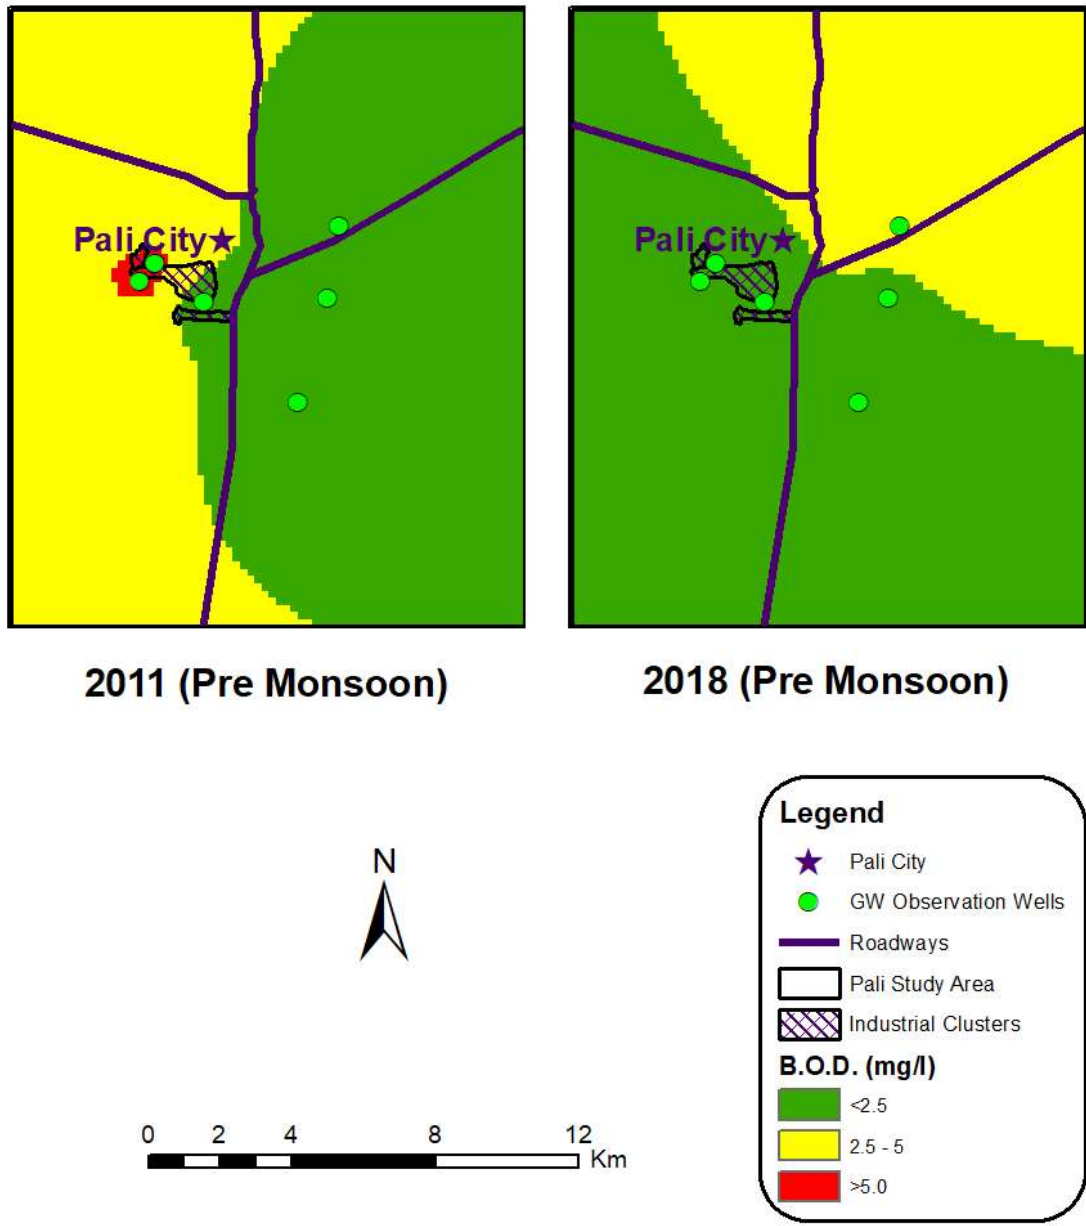 Pali City
Pali City
2011 (Pre Monsoon)
2018 (Pre Monsoon)
Legend
Pali City
GW Observation Wells
Roadways
Pali Study Area
Industrial Clusters
B.O.D. (mg/l)
<2.5
2.5 - 5
>5.0
N
0 2 4 8 12
Km